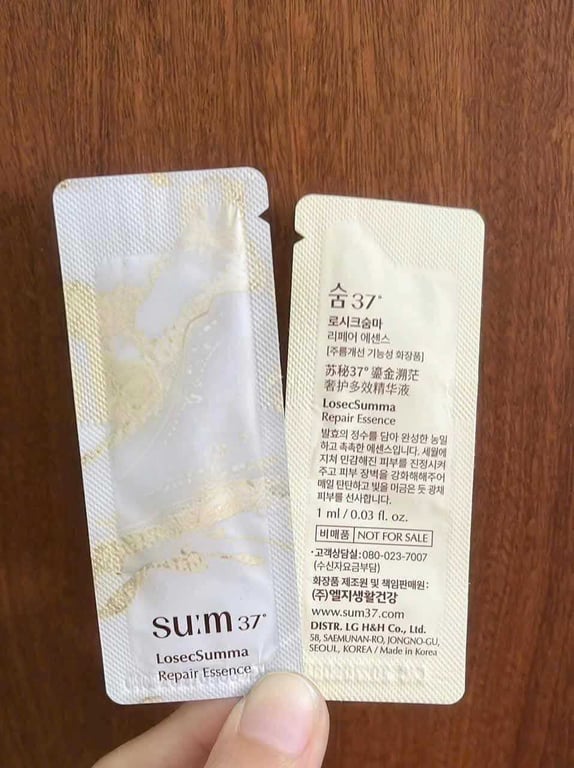 su:m37°
LosecSumma
Repair Essence
숨37°
로시크숨마
리페어 에센스
[주름개선 기능성 화장품]
苏秘37° 鎏金溯茫
奢护多效精华液
LosecSumma
Repair Essence
발효의 정수를 담아 완성한 농밀
하고 촉촉한 에센스입니다. 세월에
지쳐 민감해진 피부를 진정시켜
주고 피부 장벽을 강화해해주어
매일 탄탄하고 빛을 머금은 듯 광채
피부를 선사합니다.
1 ml / 0.03 fl. oz.
비매품 NOT FOR SALE
·고객상담실:080-023-7007
(수신자요금부담)
화장품 제조원 및 책임판매원:
(주)엘지생활건강
www.sum37.com
DISTR. LG H&H Co., Ltd.
58, SAEMUNAN-RO, JONGNO-GU,
SEOUL, KOREA / Made in Korea